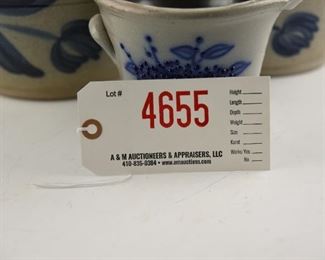 Lot #
4655
Height
Length
Depth
Weight
Size
Karat
Works Yes
No
A & M AUCTIONEERS & APPRAISERS, LLC
410-835-0384 • www.amauctions.com